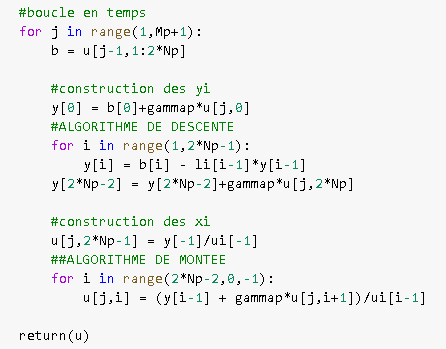 #boucle en temps
for j in range(1,Mp+1):
    b = u[j-1,1:2*Np]

    #construction des yi
    y[0] = b[0]+gammap*u[j,0]
    #ALGORITHME DE DESCENTE
    for i in range(1,2*Np-1):
        y[i] = b[i] - li[i-1]*y[i-1]
    y[2*Np-2] = y[2*Np-2]+gammap*u[j,2*Np]

    #construction des xi
    u[j,2*Np-1] = y[-1]/ui[-1]
    ##ALGORITHME DE MONTEE
    for i in range(2*Np-2,0,-1):
        u[j,i] = (y[i-1] + gammap*u[j,i+1])/ui[i-1]

return(u)